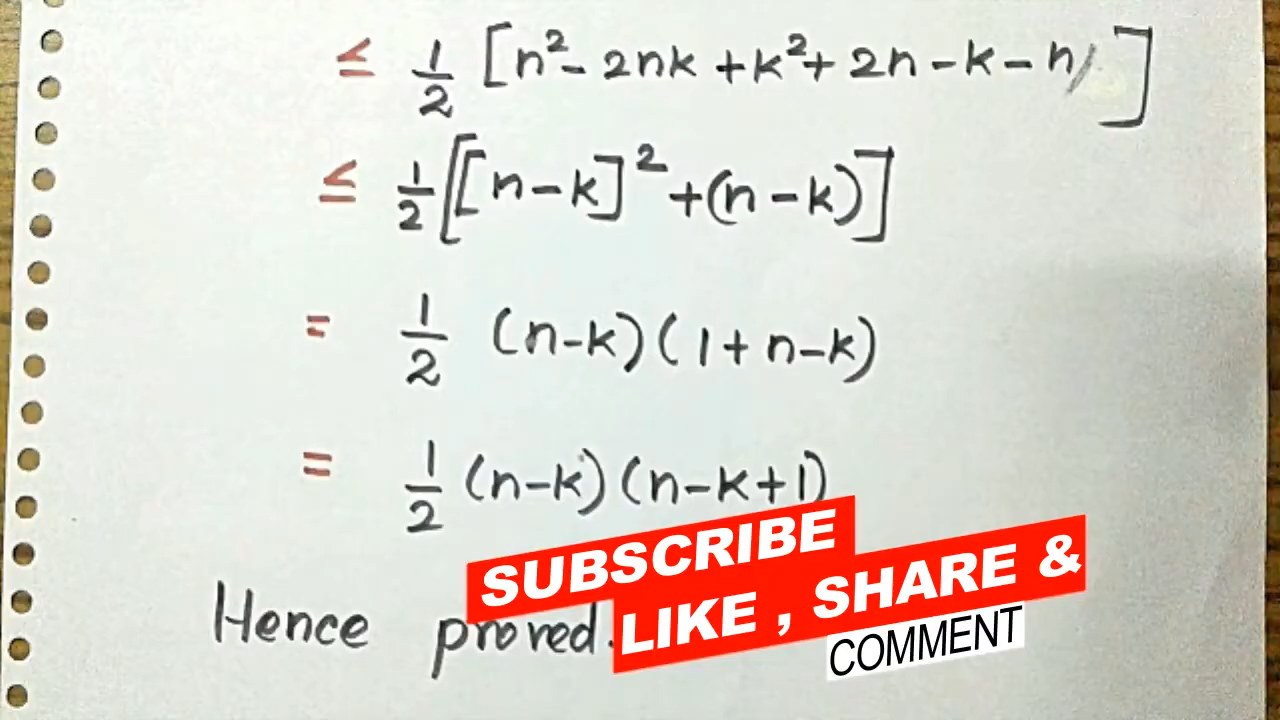 ≤ 1/2 [n² - 2nk + k² + 2n - k - n]
≤ 1/2 [[n-k]² + (n-k)]
= 1/2 (n-k)(1+n-k)
= 1/2 (n-k)(n-k+1)
Hence proved.
SUBSCRIBE
LIKE , SHARE &
COMMENT